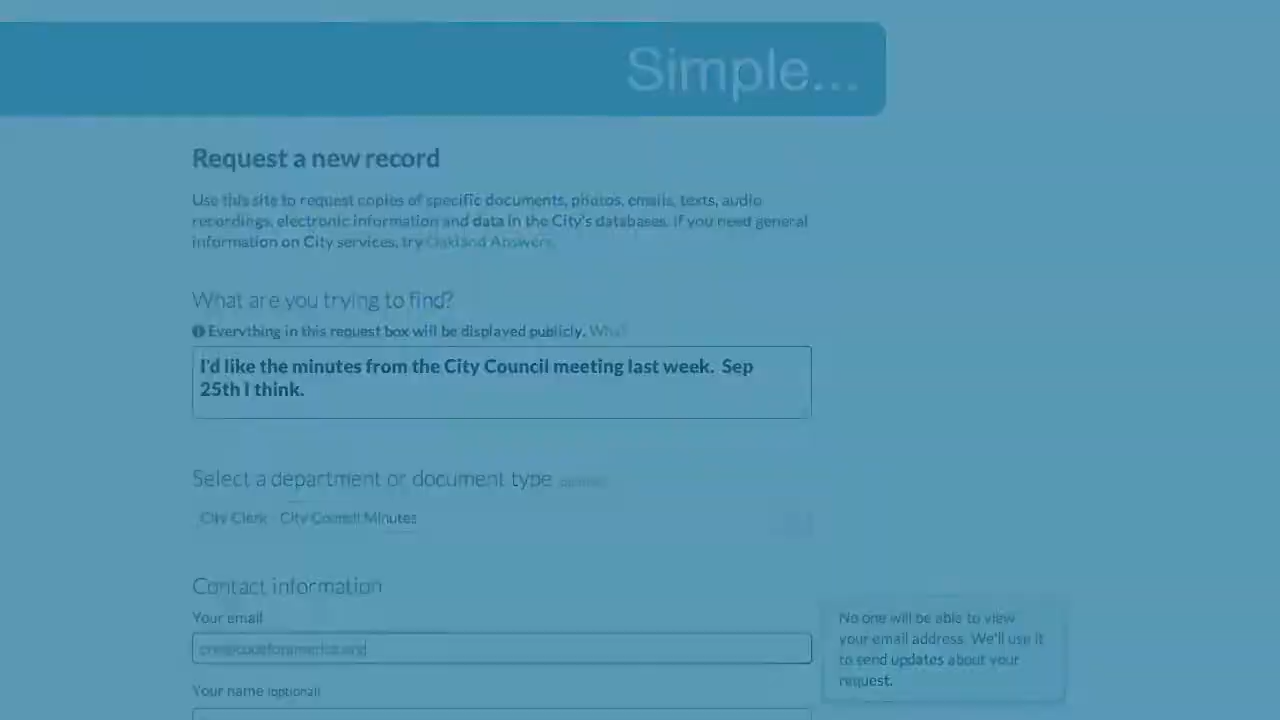 Simple...
Request a new record
Use this site to request copies of specific documents, photos, emails, texts, audio
recordings, electronic information and data in the City's databases. If you need general
information on City services, try Oakland Answers.
What are you trying to find?
Everything in this request box will be displayed publicly. Why?
I'd like the minutes from the City Council meeting last week. Sep
25th I think.
Select a department or document type
City Clerk - City Council Minutes
Contact information
Your email
No one will be able to view
your email address. We'll use it
to send updates about your
request.
Your name (optional)